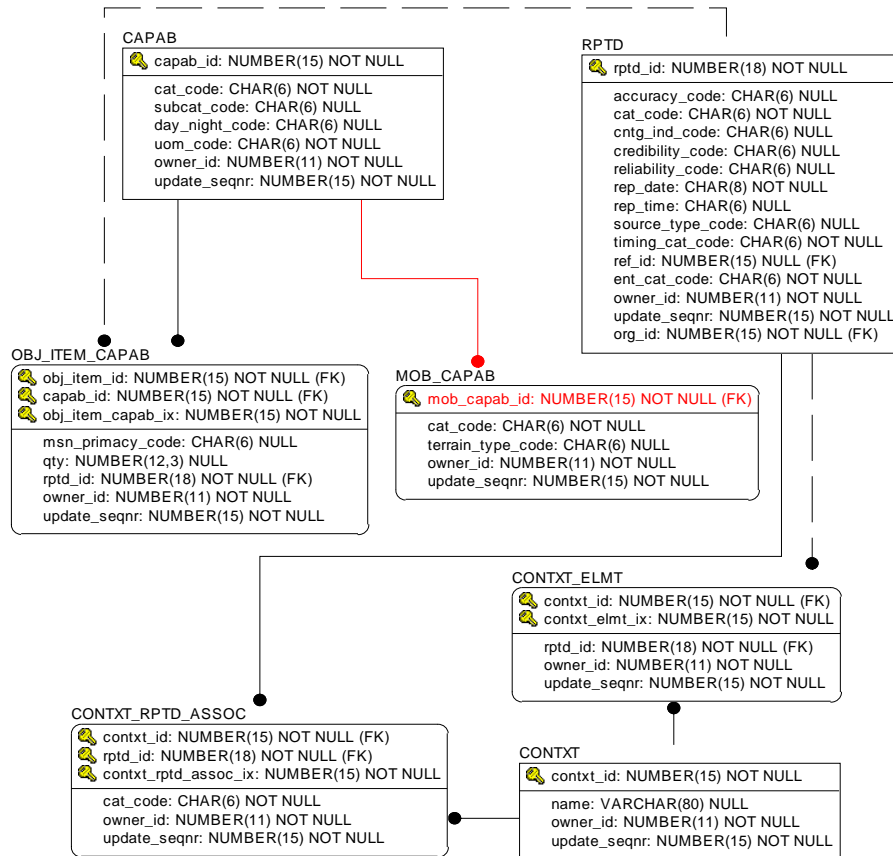 CAPAB
capab_id: NUMBER(15) NOT NULL
cat_code: CHAR(6) NOT NULL
subcat_code: CHAR(6) NULL
day_night_code: CHAR(6) NULL
uom_code: CHAR(6) NOT NULL
owner_id: NUMBER(11) NOT NULL
update_seqnr: NUMBER(15) NOT NULL
RPTD
rptd_id: NUMBER(18) NOT NULL
accuracy_code: CHAR(6) NULL
cat_code: CHAR(6) NOT NULL
cntg_ind_code: CHAR(6) NULL
credibility_code: CHAR(6) NULL
reliability_code: CHAR(6) NULL
rep_date: CHAR(8) NOT NULL
rep_time: CHAR(6) NULL
source_type_code: CHAR(6) NULL
timing_cat_code: CHAR(6) NOT NULL
ref_id: NUMBER(15) NULL (FK)
ent_cat_code: CHAR(6) NOT NULL
owner_id: NUMBER(11) NOT NULL
update_seqnr: NUMBER(15) NOT NULL
org_id: NUMBER(15) NOT NULL (FK)
OBJ_ITEM_CAPAB
obj_item_id: NUMBER(15) NOT NULL (FK)
capab_id: NUMBER(15) NOT NULL (FK)
obj_item_capab_ix: NUMBER(15) NOT NULL
msn_primacy_code: CHAR(6) NULL
qty: NUMBER(12,3) NULL
rptd_id: NUMBER(18) NOT NULL (FK)
owner_id: NUMBER(11) NOT NULL
update_seqnr: NUMBER(15) NOT NULL
MOB_CAPAB
mob_capab_id: NUMBER(15) NOT NULL (FK)
cat_code: CHAR(6) NOT NULL
terrain_type_code: CHAR(6) NULL
owner_id: NUMBER(11) NOT NULL
update_seqnr: NUMBER(15) NOT NULL
CONTXT_ELMT
contxt_id: NUMBER(15) NOT NULL (FK)
contxt_elmt_ix: NUMBER(15) NOT NULL
rptd_id: NUMBER(18) NOT NULL (FK)
owner_id: NUMBER(11) NOT NULL
update_seqnr: NUMBER(15) NOT NULL
CONTXT_RPTD_ASSOC
contxt_id: NUMBER(15) NOT NULL (FK)
rptd_id: NUMBER(18) NOT NULL (FK)
contxt_rptd_assoc_ix: NUMBER(15) NOT NULL
cat_code: CHAR(6) NOT NULL
owner_id: NUMBER(11) NOT NULL
update_seqnr: NUMBER(15) NOT NULL
CONTXT
contxt_id: NUMBER(15) NOT NULL
name: VARCHAR(80) NULL
owner_id: NUMBER(11) NOT NULL
update_seqnr: NUMBER(15) NOT NULL